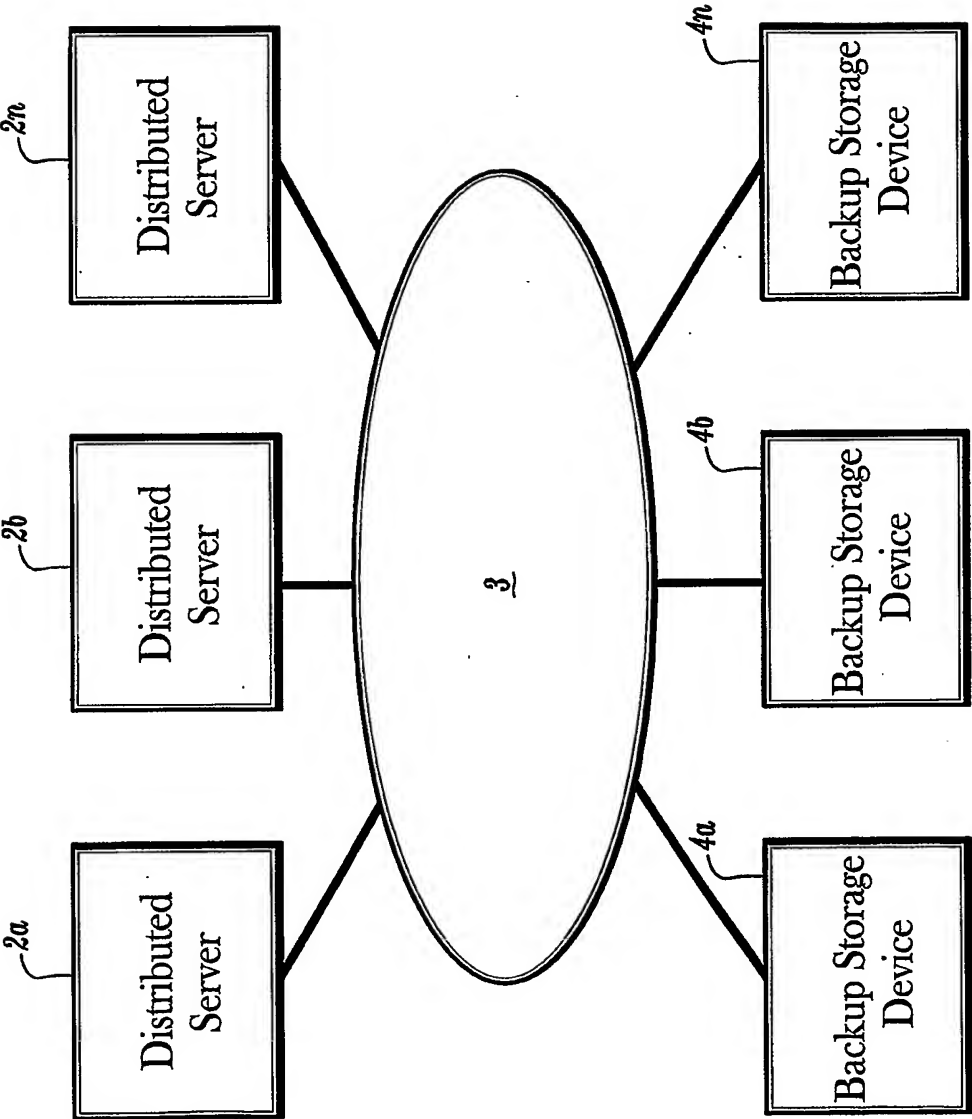 2a
2b
2n
Distributed
Server
Distributed
Server
Distributed
Server
3
4a
4b
4n
Backup Storage
Device
Backup Storage
Device
Backup Storage
Device